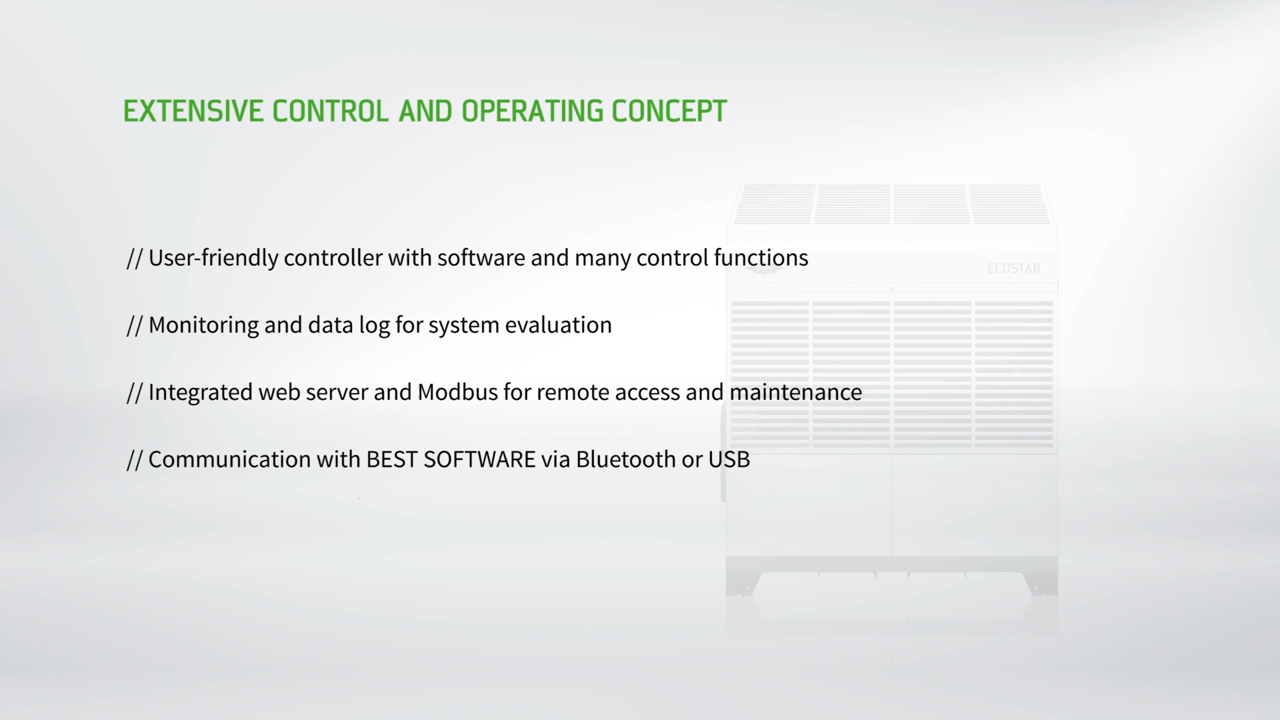 EXTENSIVE CONTROL AND OPERATING CONCEPT
// User-friendly controller with software and many control functions
ECOSTAR
// Monitoring and data log for system evaluation
// Integrated web server and Modbus for remote access and maintenance
// Communication with BEST SOFTWARE via Bluetooth or USB